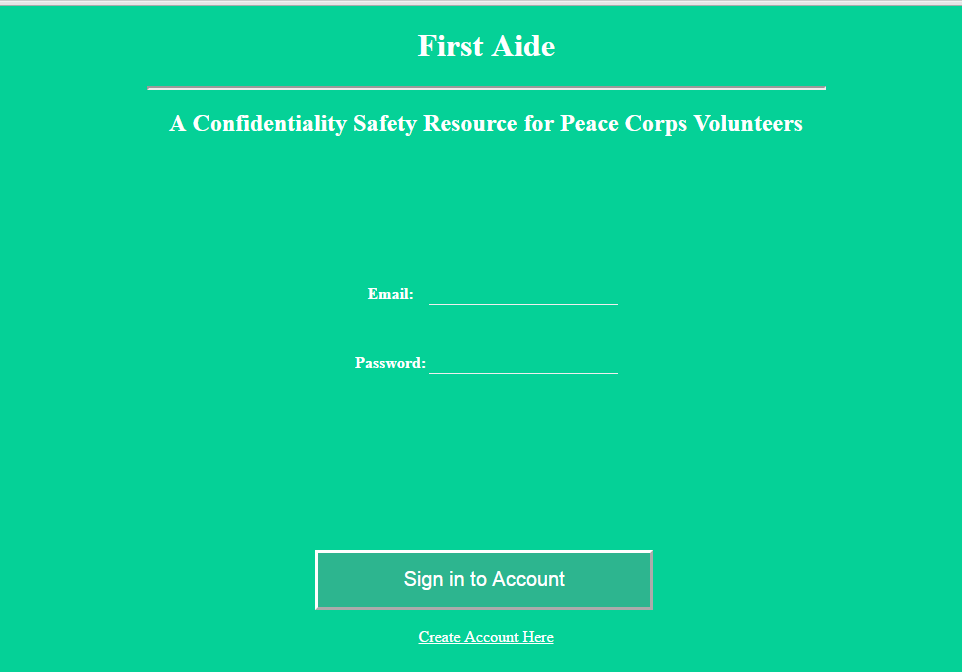 First Aide
A Confidentiality Safety Resource for Peace Corps Volunteers
Email:
Password:
Sign in to Account
Create Account Here